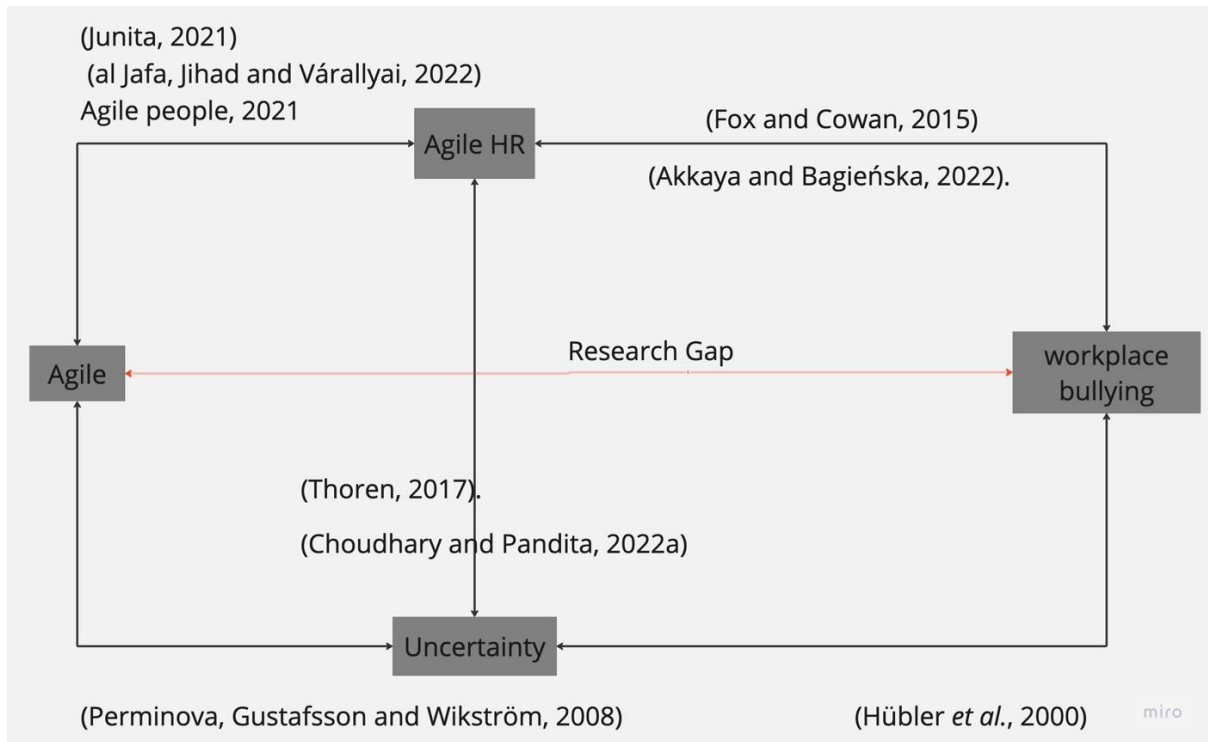 (Junita, 2021)
(al Jafa, Jihad and Várallyai, 2022)
Agile people, 2021
Agile HR
(Fox and Cowan, 2015)
(Akkaya and Bagieńska, 2022).
Research Gap
Agile
workplace
bullying
(Thoren, 2017).
(Choudhary and Pandita, 2022a)
Uncertainty
(Perminova, Gustafsson and Wikström, 2008)
(Hübler et al., 2000)
miro